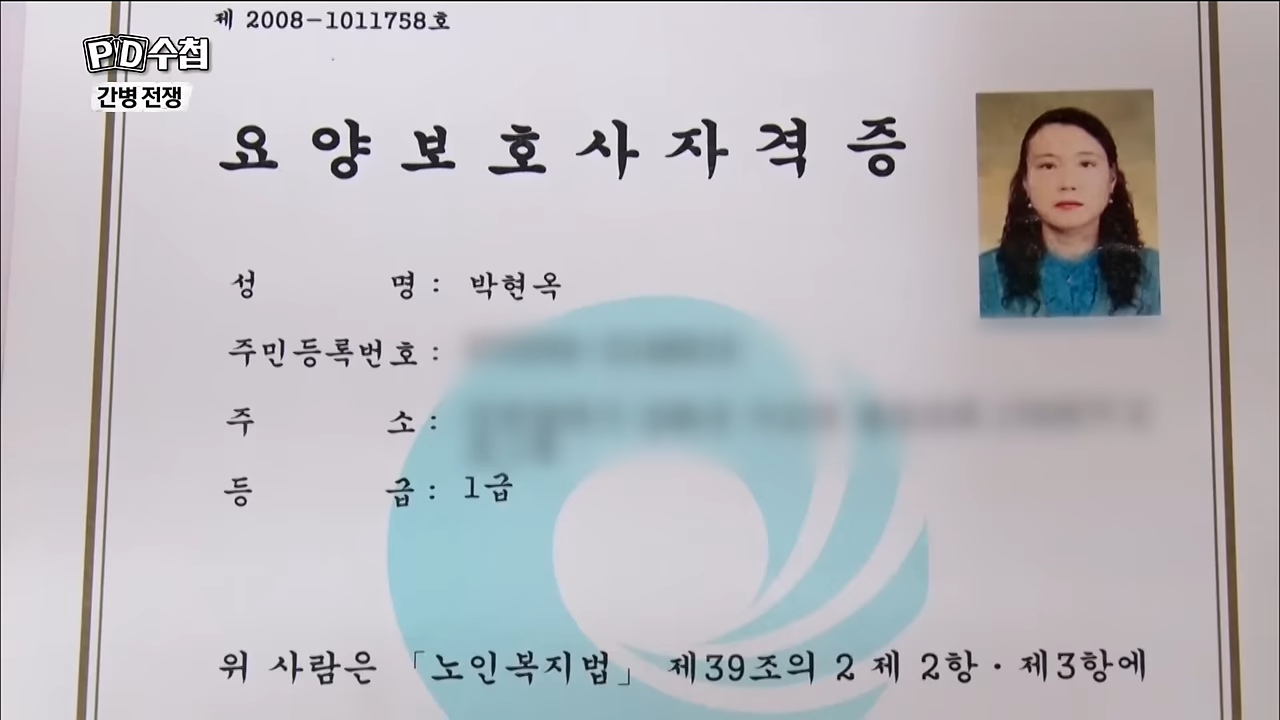 제 2008-1011758호
PD수첩
간병 전쟁
요양보호사자격증
성 명 : 박현옥
주민등록번호 :
주 소 :
등 급 : 1급
위 사람은 「노인복지법」 제39조의 2 제 2항·제3항에